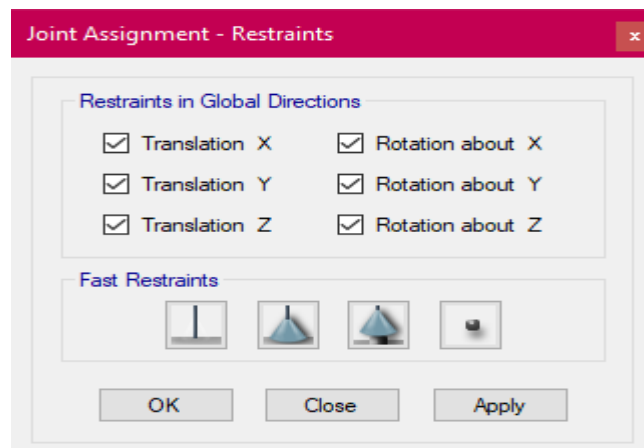 Joint Assignment - Restraints
x
Restraints in Global Directions
Translation X
Rotation about X
Translation Y
Rotation about Y
Translation Z
Rotation about Z
Fast Restraints
OK
Close
Apply